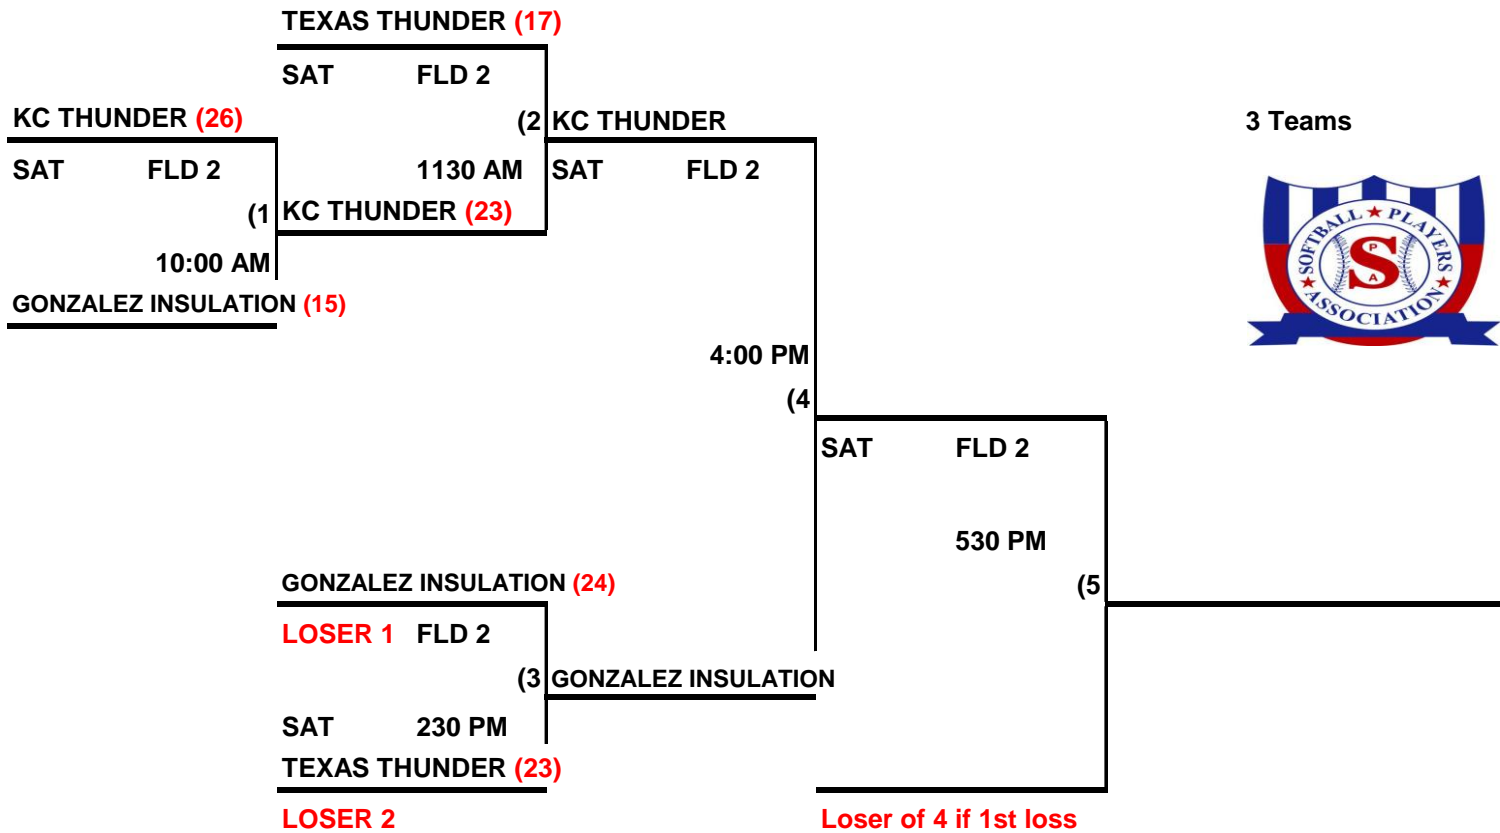 TEXAS THUNDER (17)
SAT FLD 2
KC THUNDER (26)
(2 KC THUNDER
3 Teams
SAT FLD 2
1130 AM
SAT FLD 2
(1 KC THUNDER (23)
10:00 AM
GONZALEZ INSULATION (15)
SOFTBALL PLAYERS
S
P
A
ASSOCIATION
4:00 PM
(4
SAT FLD 2
530 PM
GONZALEZ INSULATION (24)
(5
LOSER 1 FLD 2
(3 GONZALEZ INSULATION
SAT 230 PM
TEXAS THUNDER (23)
LOSER 2
Loser of 4 if 1st loss